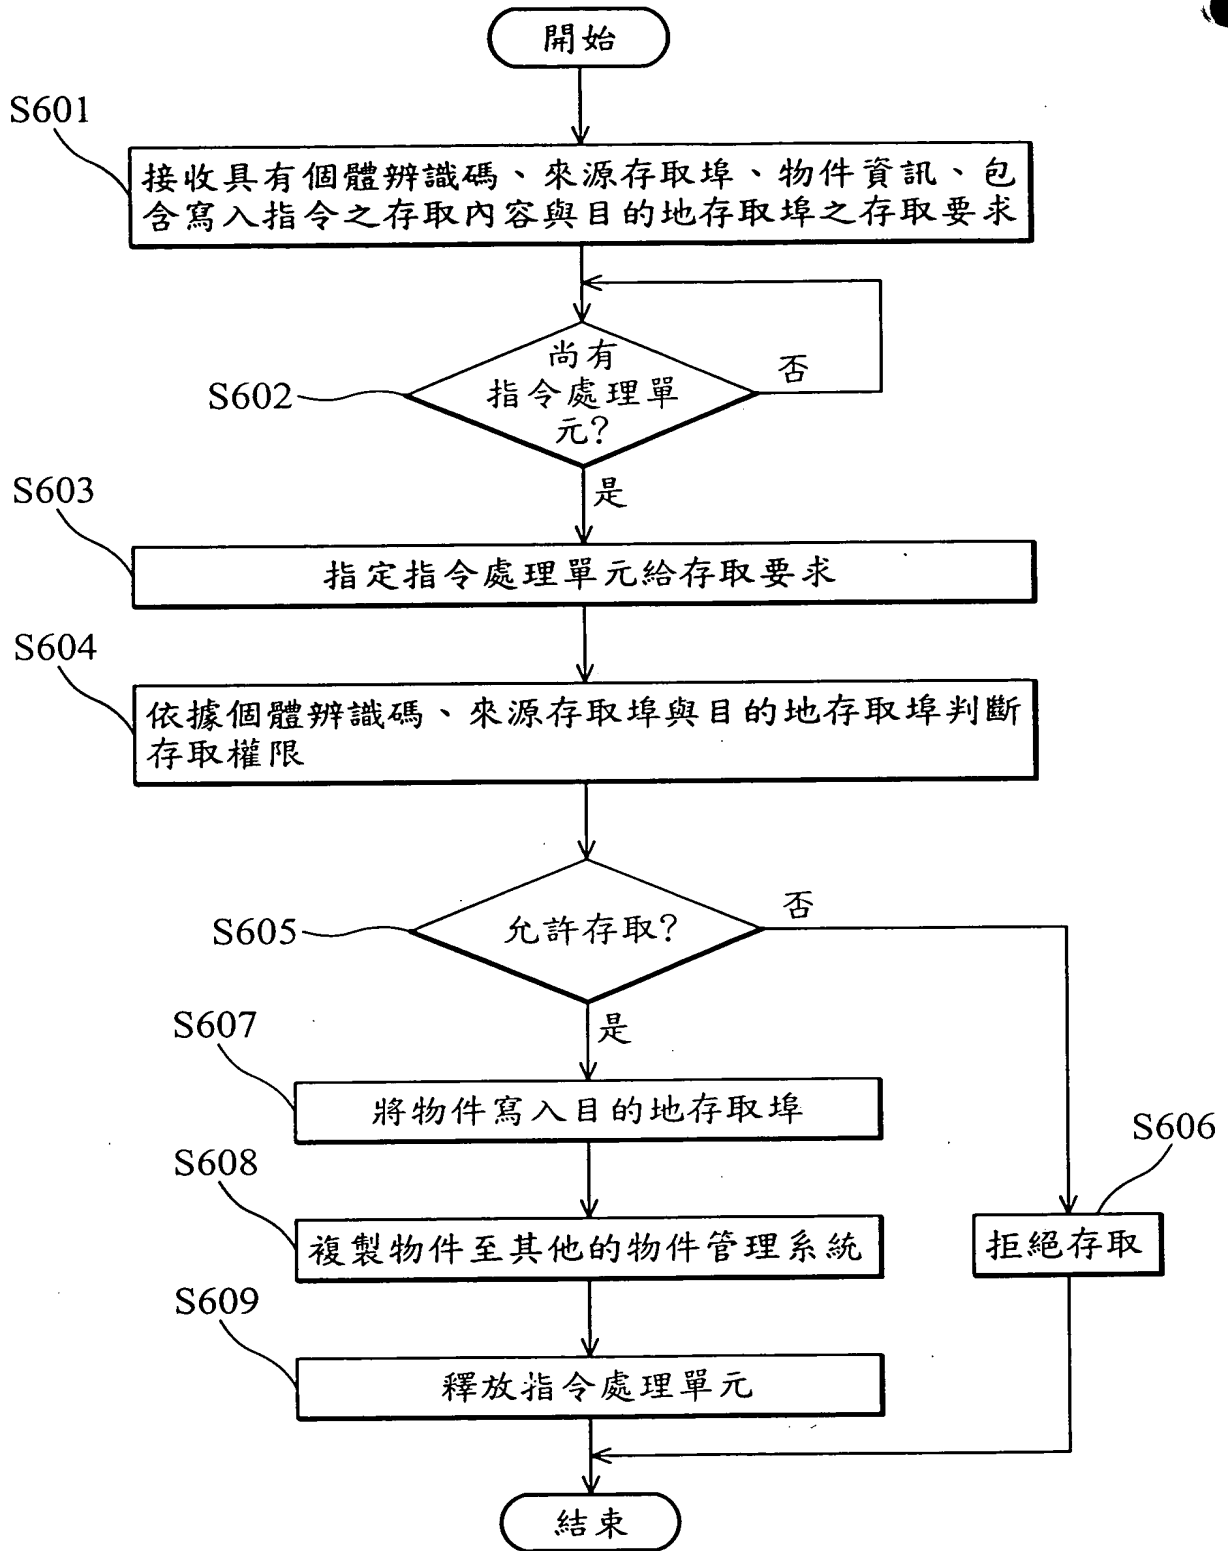 開始
S601
接收具有個體辨識碼、來源存取埠、物件資訊、包
含寫入指令之存取內容與目的地存取埠之存取要求
尚有
指令處理單
元?
否
S602
是
S603
指定指令處理單元給存取要求
S604
依據個體辨識碼、來源存取埠與目的地存取埠判斷
存取權限
否
S605
允許存取?
是
S607
將物件寫入目的地存取埠
S606
S608
複製物件至其他的物件管理系統
拒絕存取
S609
釋放指令處理單元
結束